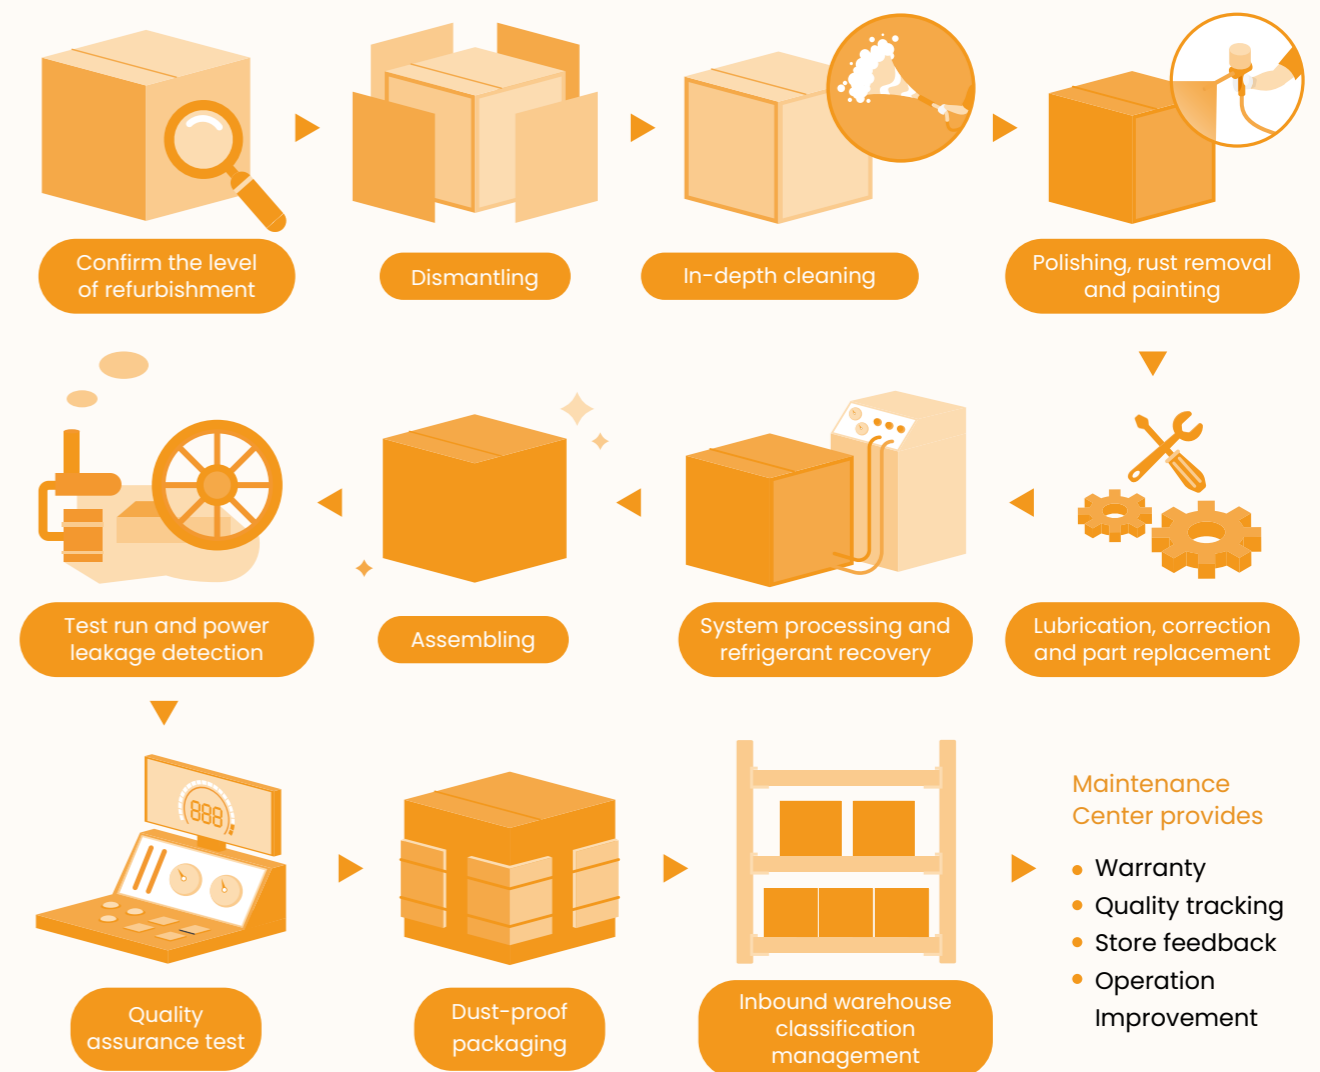 Confirm the level
of refurbishment
Dismantling
In-depth cleaning
Polishing, rust removal
and painting
Lubrication, correction
and part replacement
System processing and
refrigerant recovery
Assembling
Test run and power
leakage detection
888
Quality
assurance test
Dust-proof
packaging
Inbound warehouse
classification
management
Maintenance
Center provides
Warranty
Quality tracking
Store feedback
Operation
Improvement